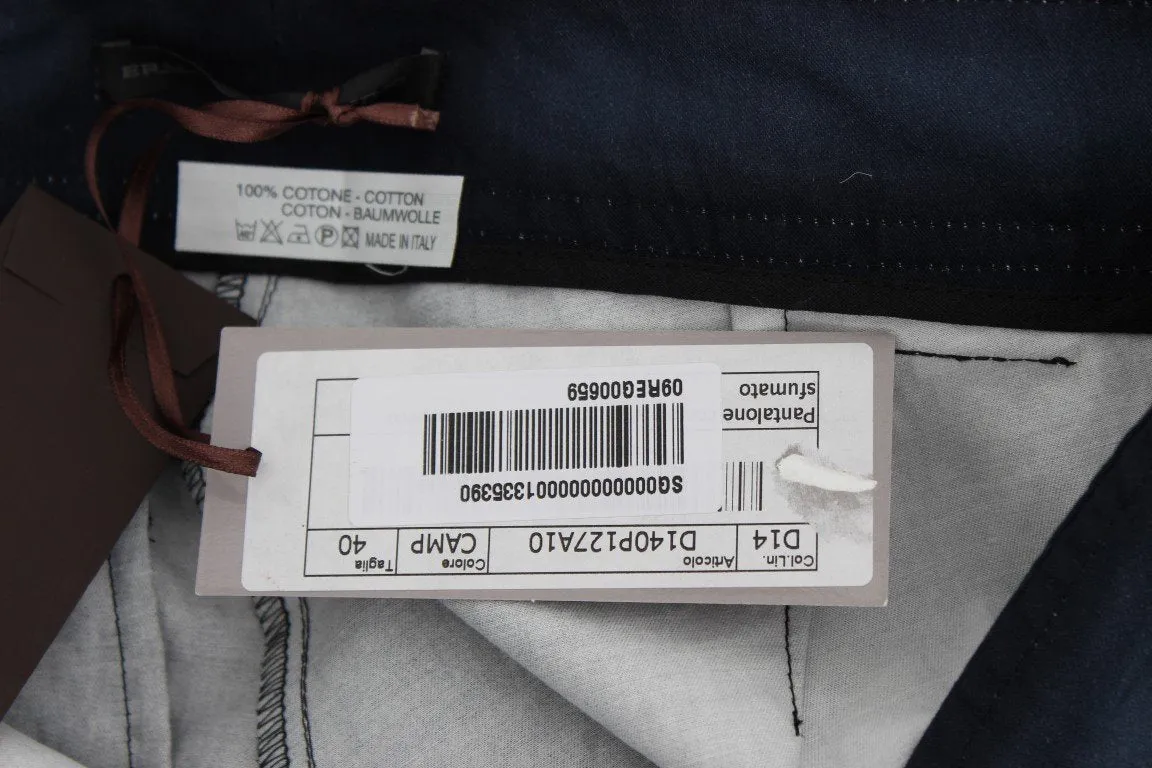 100% COTONE - COTTON
COTON - BAUMWOLLE
MADE IN ITALY
Col.Lin. Articolo Colore Taglia
D14 D140P127A10 CAMP 40
SG0000000000001335390
09REG00659
Pantalone
sfumato